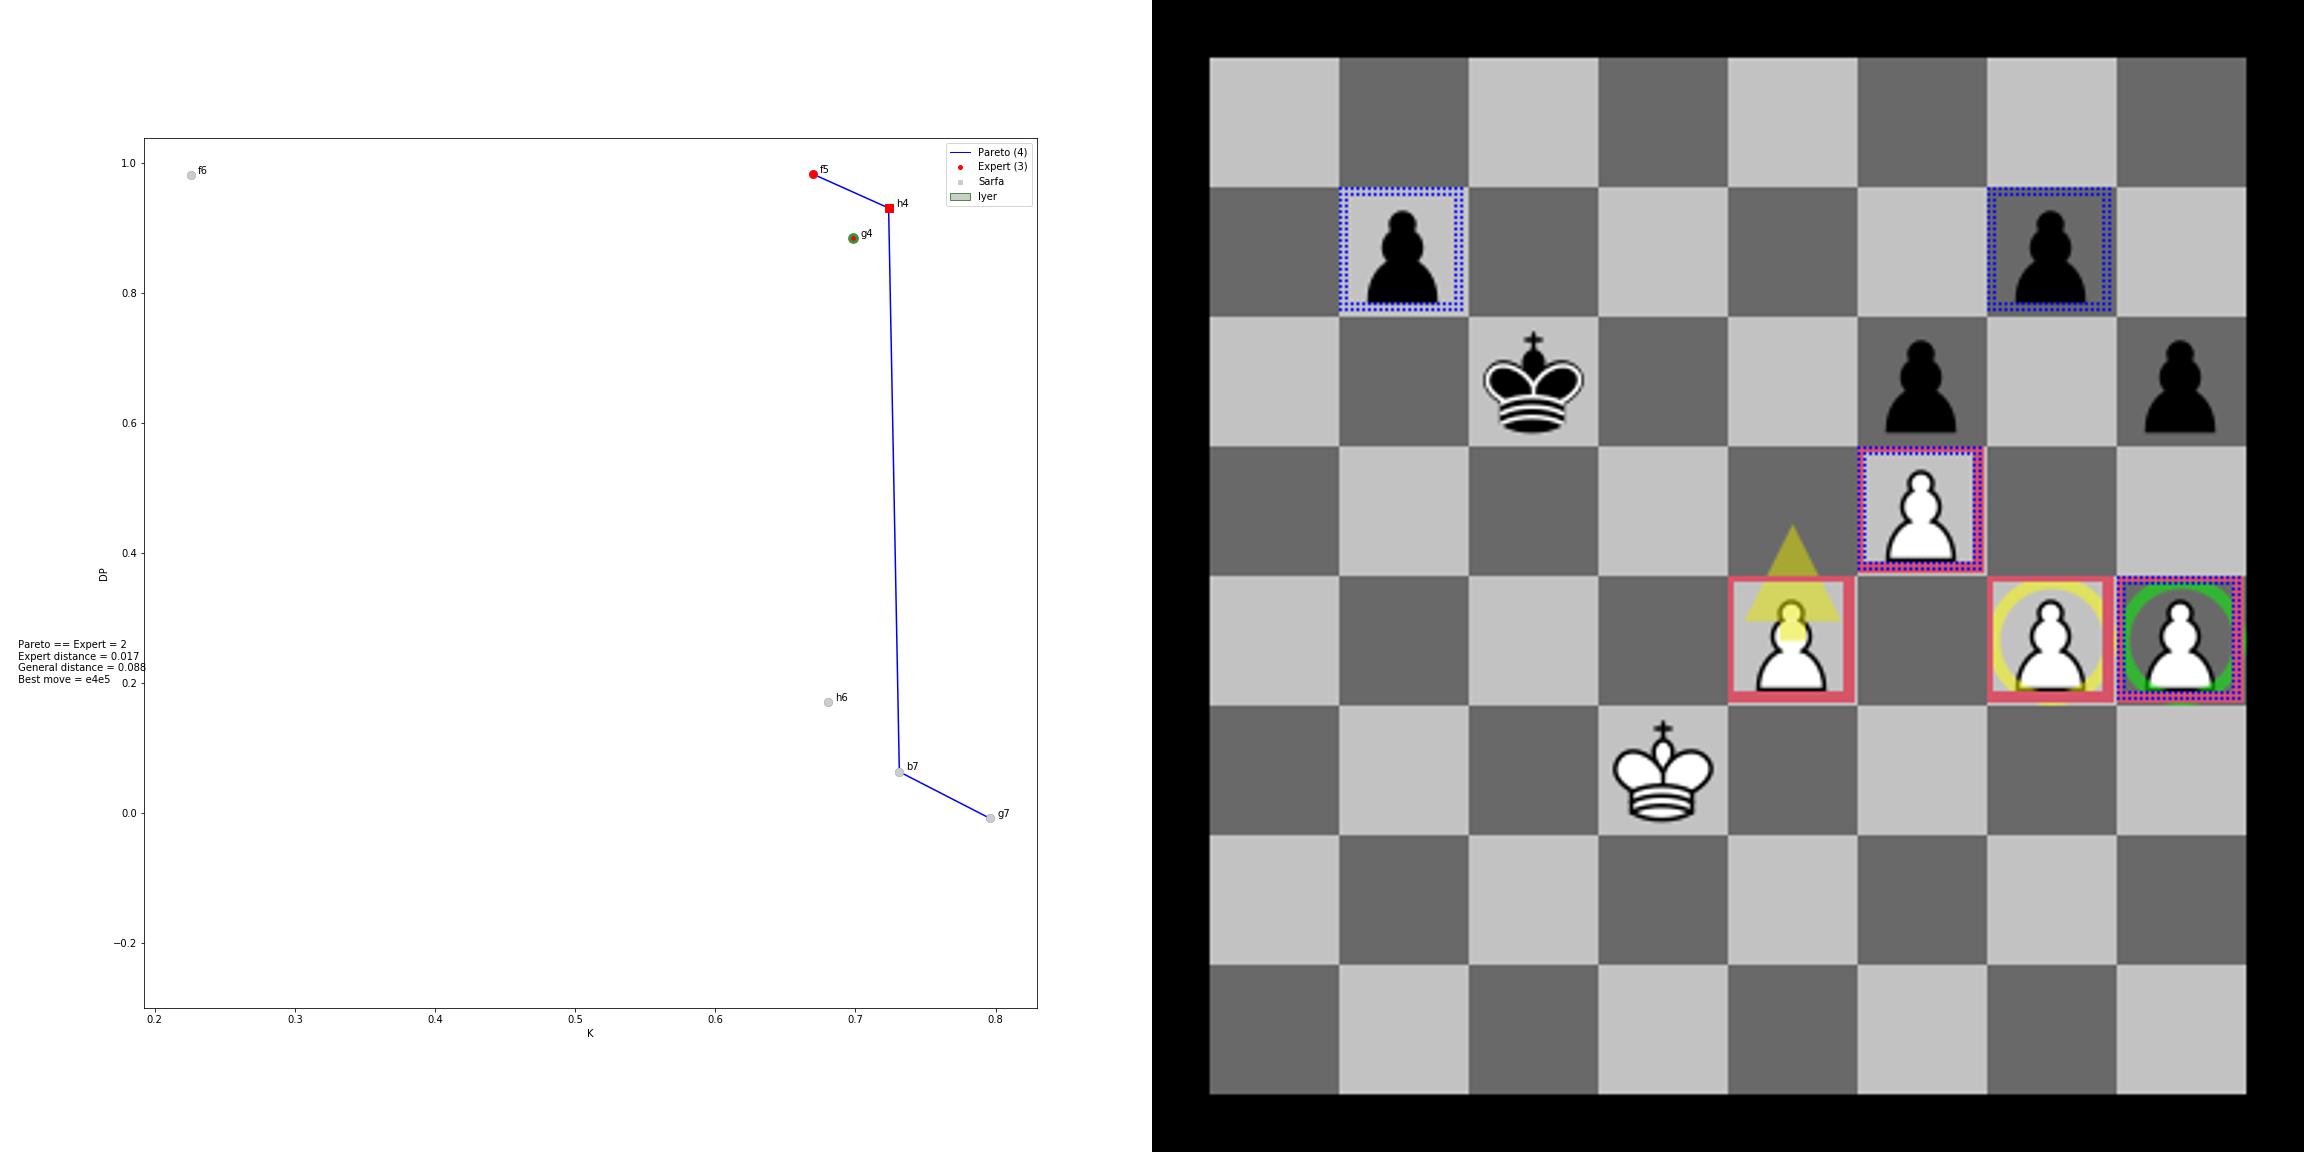 Pareto (4)
Expert (3)
Sarfa
Iyer
f6
f5
h4
g4
h6
b7
g7
1.0
0.8
0.6
0.4
0.2
0.0
−0.2
DP
Pareto == Expert = 2
Expert distance = 0.017
General distance = 0.088
Best move = e4e5
0.2 0.3 0.4 0.5 0.6 0.7 0.8
K